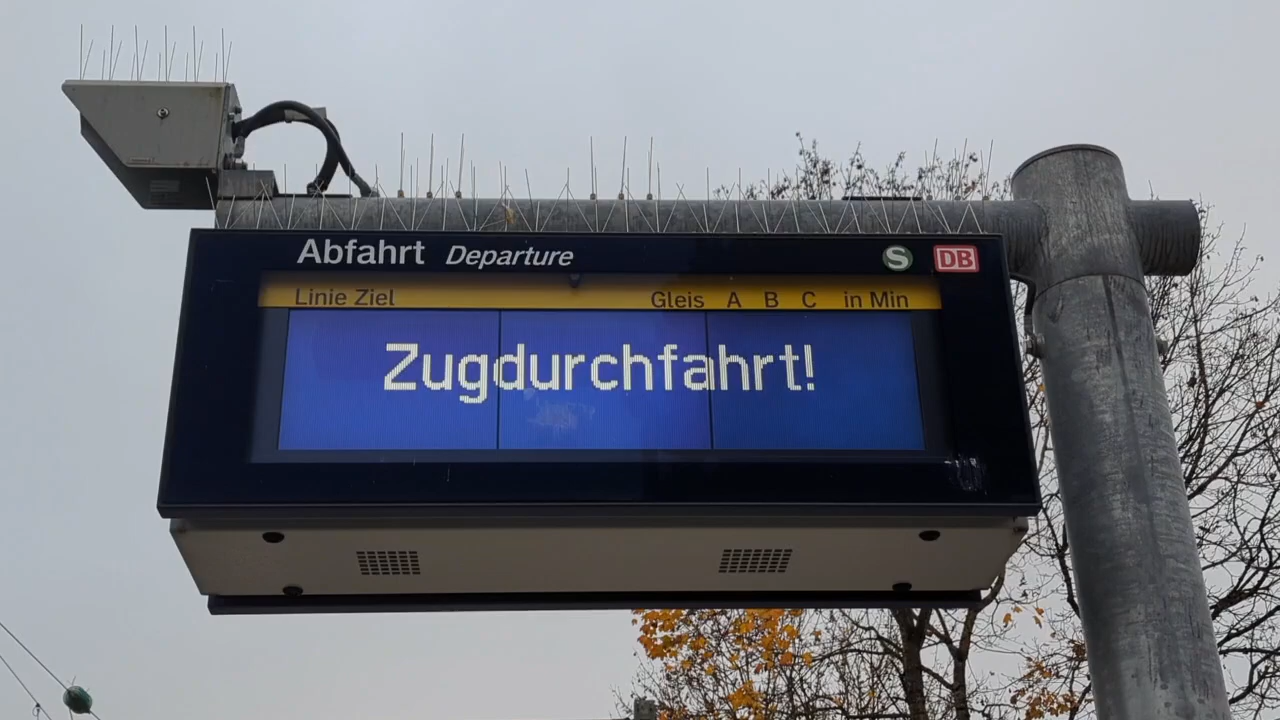 Abfahrt Departure S DB
Linie Ziel Gleis A B C in Min
Zugdurchfahrt!